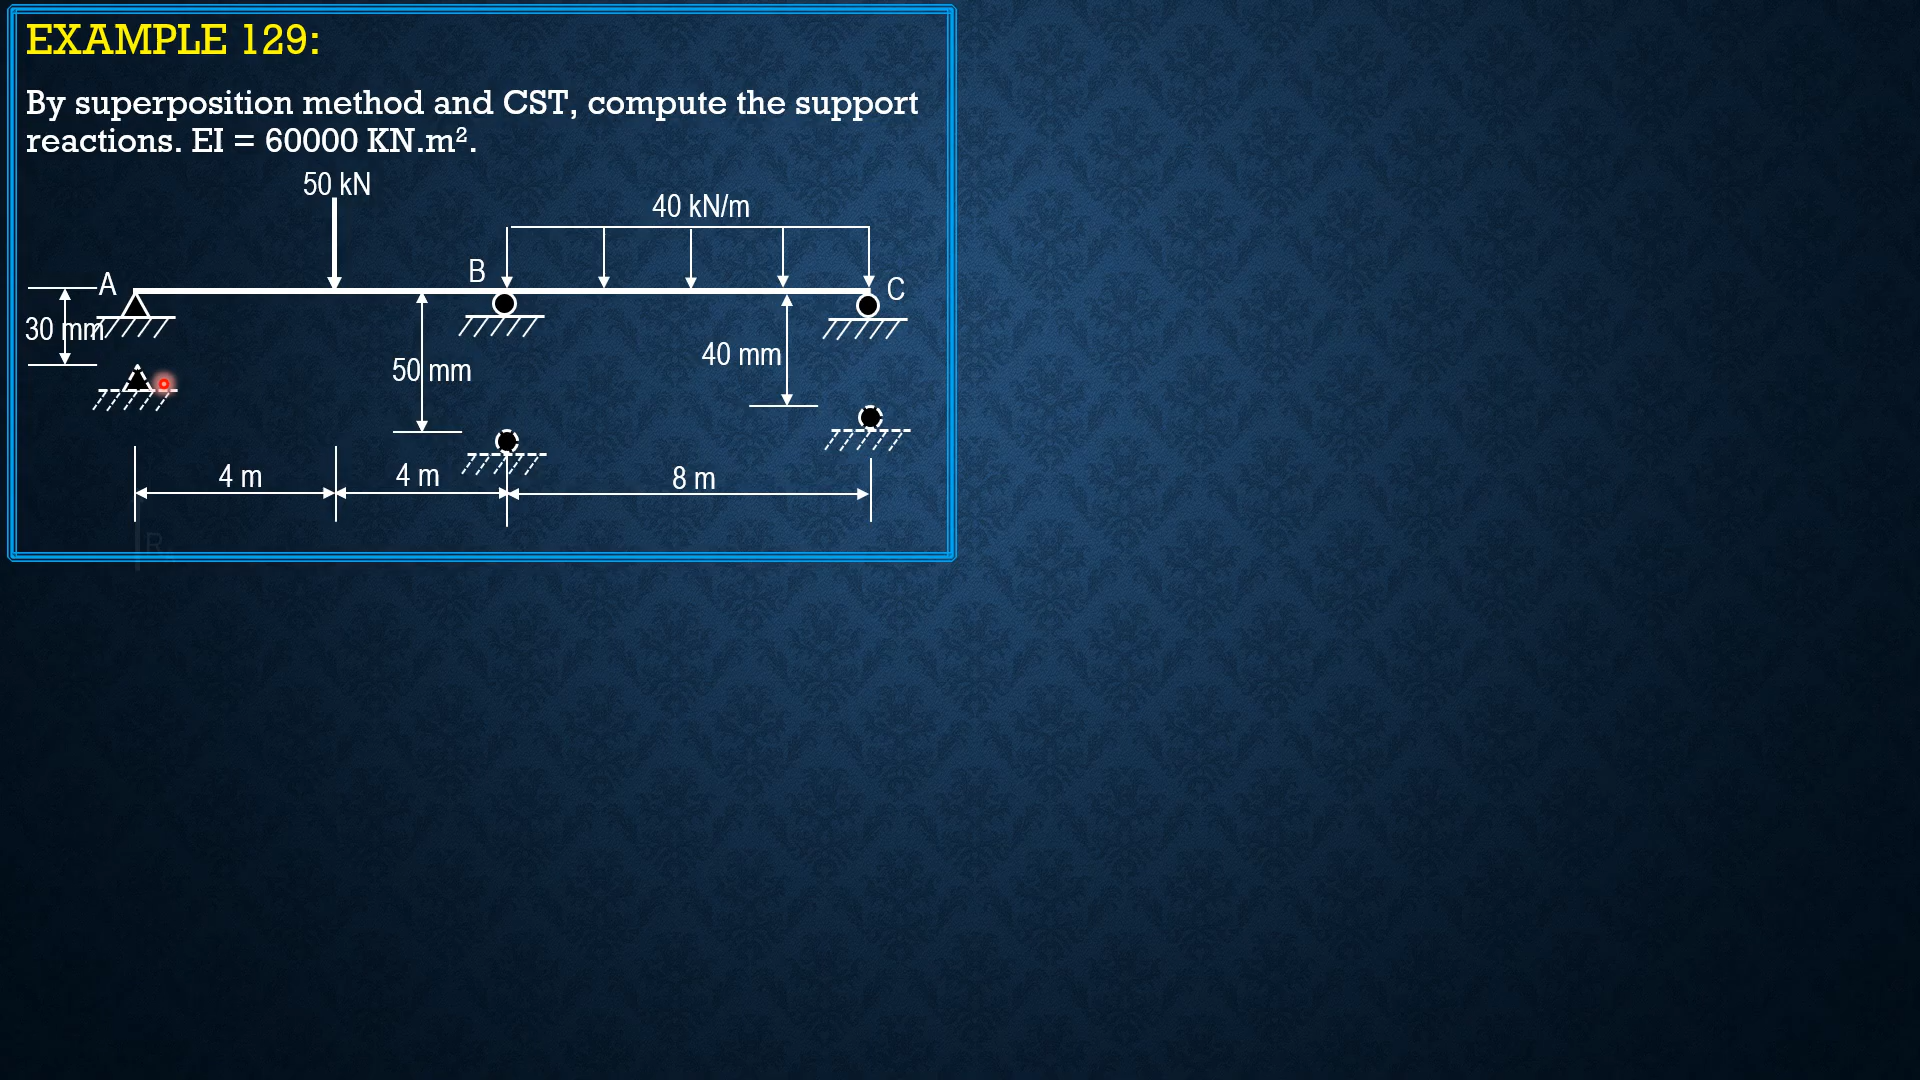 EXAMPLE 129:
By superposition method and CST, compute the support
reactions. EI = 60000 KN.m².
50 kN
40 kN/m
B
A
C
30 mm
40 mm
50 mm
4 m
4 m
8 m
R